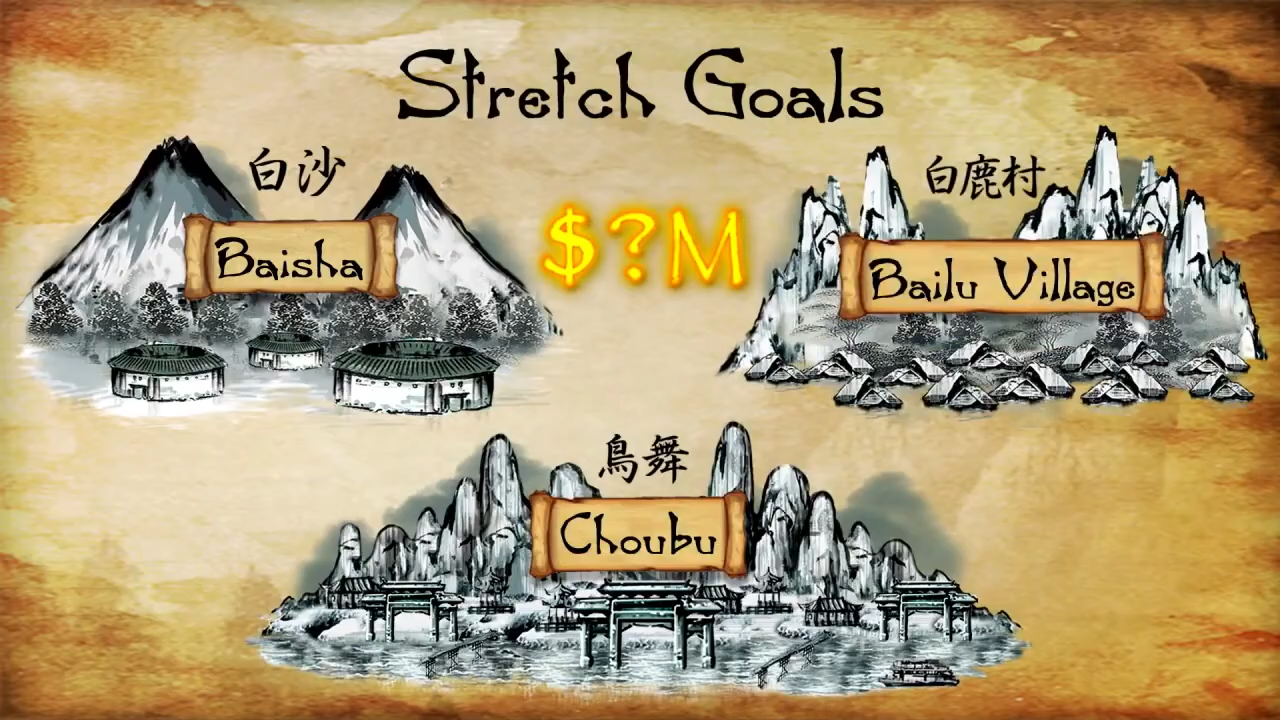 Stretch Goals
白沙
Baisha
$?M
白鹿村
Bailu Village
鳥舞
Choubu